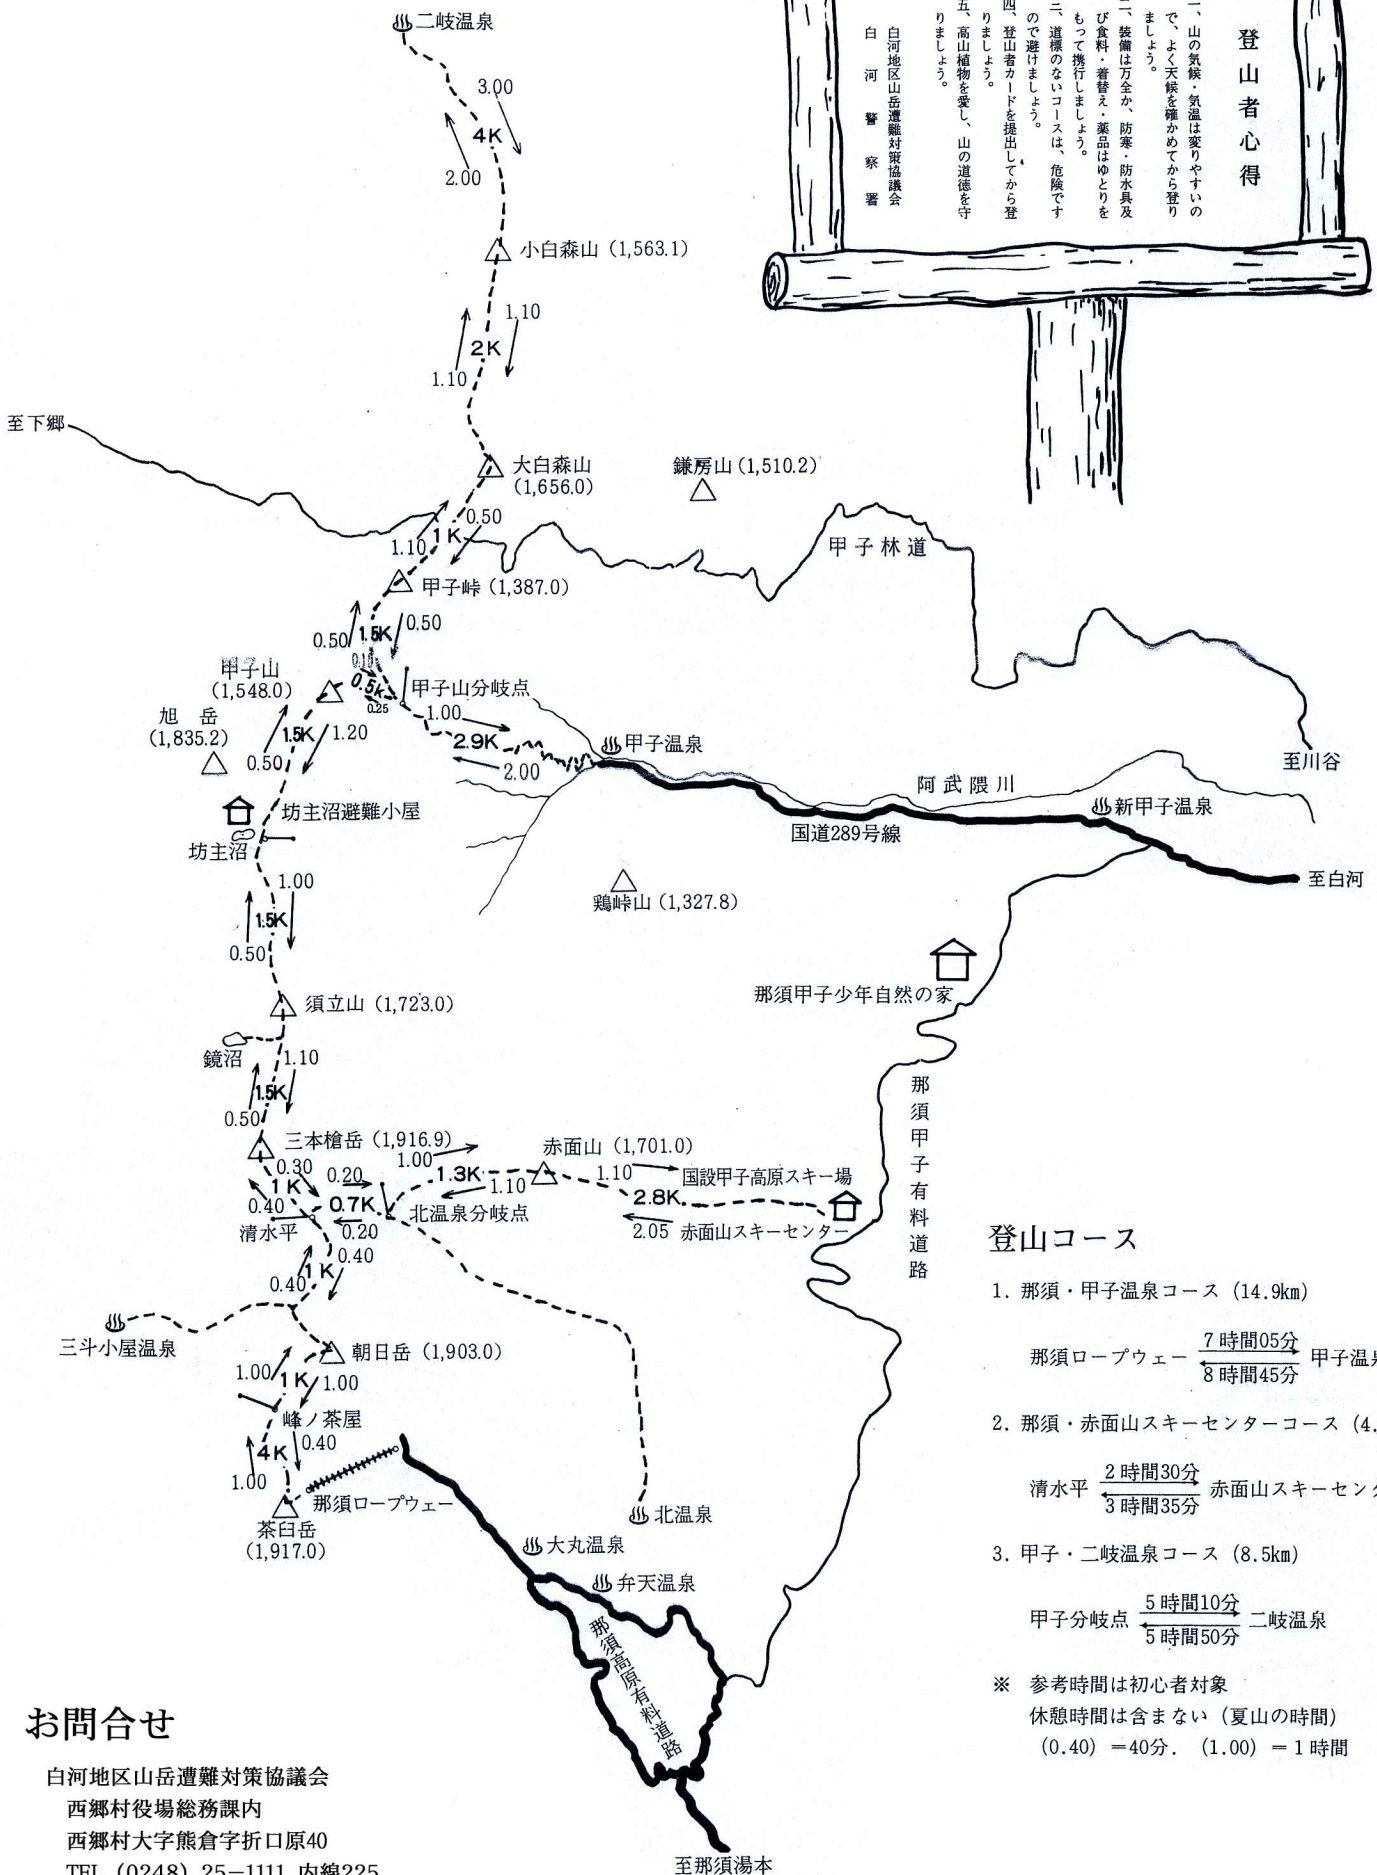 登山者心得
一、山の気候・気温は変りやすいの
で、よく天候を確かめてから登り
ましょう。
二、装備は万全か、防寒・防水具及
び食料・着替え・薬品はゆとりを
もって携行しましょう。
三、道標のないコースは、危険です
ので避けましょう。
四、登山者カードを提出してから登
りましょう。
五、高山植物を愛し、山の道徳を守
りましょう。
白河地区山岳遭難対策協議会
白河警察署
二岐温泉
3.00
4K
2.00
小白森山 (1,563.1)
1.10
2K
1.10
至下郷
大白森山
(1,656.0)
鎌房山 (1,510.2)
0.50
1K
1.10
甲子林道
甲子峠 (1,387.0)
0.50
1.5K
0.50
0.10
甲子山
(1,548.0)
0.5K
0.25
甲子山分岐点
旭岳
(1,835.2)
1.5K
1.20
0.50
1.00
2.9K
2.00
甲子温泉
至川谷
阿武隈川
新甲子温泉
国道289号線
至白河
坊主沼避難小屋
坊主沼
1.00
1.5K
0.50
鶏峠山 (1,327.8)
那須甲子少年自然の家
須立山 (1,723.0)
鏡沼
1.10
1.5K
0.50
那須甲子有料道路
三本槍岳 (1,916.9)
0.30
1K
0.40
清水平
0.20
0.7K
0.20
北温泉分岐点
1.00
1.3K
1.10
赤面山 (1,701.0)
1.10
2.8K
2.05
国設甲子高原スキー場
赤面山スキーセンター
0.40
1K
0.40
三斗小屋温泉
朝日岳 (1,903.0)
1.00
1K
1.00
峰ノ茶屋
0.40
4K
1.00
那須ロープウェー
茶臼岳
(1,917.0)
北温泉
大丸温泉
弁天温泉
那須高原有料道路
至那須湯本
登山コース
1. 那須・甲子温泉コース (14.9km)
那須ロープウェー 7時間05分 8時間45分 甲子温泉
2. 那須・赤面山スキーセンターコース (4.
清水平 2時間30分 3時間35分 赤面山スキーセン
3. 甲子・二岐温泉コース (8.5km)
甲子分岐点 5時間10分 5時間50分 二岐温泉
※ 参考時間は初心者対象
休憩時間は含まない (夏山の時間)
(0.40) =40分. (1.00) =1時間
お問合せ
白河地区山岳遭難対策協議会
西郷村役場総務課内
西郷村大字熊倉字折口原40
TEL (0248) 25-1111 内線225